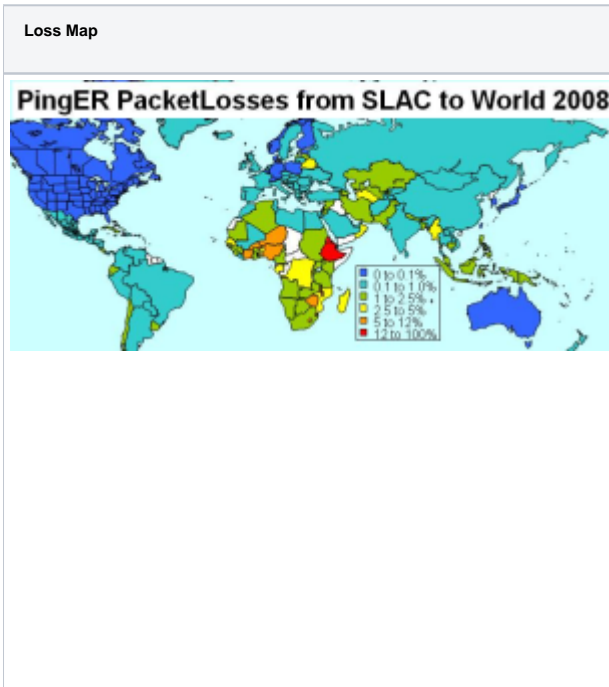 Loss Map
PingER PacketLosses from SLAC to World 2008
0 to 0.1%
0.1 to 1.0%
1 to 2.5%
2.5 to 5%
5 to 12%
12 to 100%